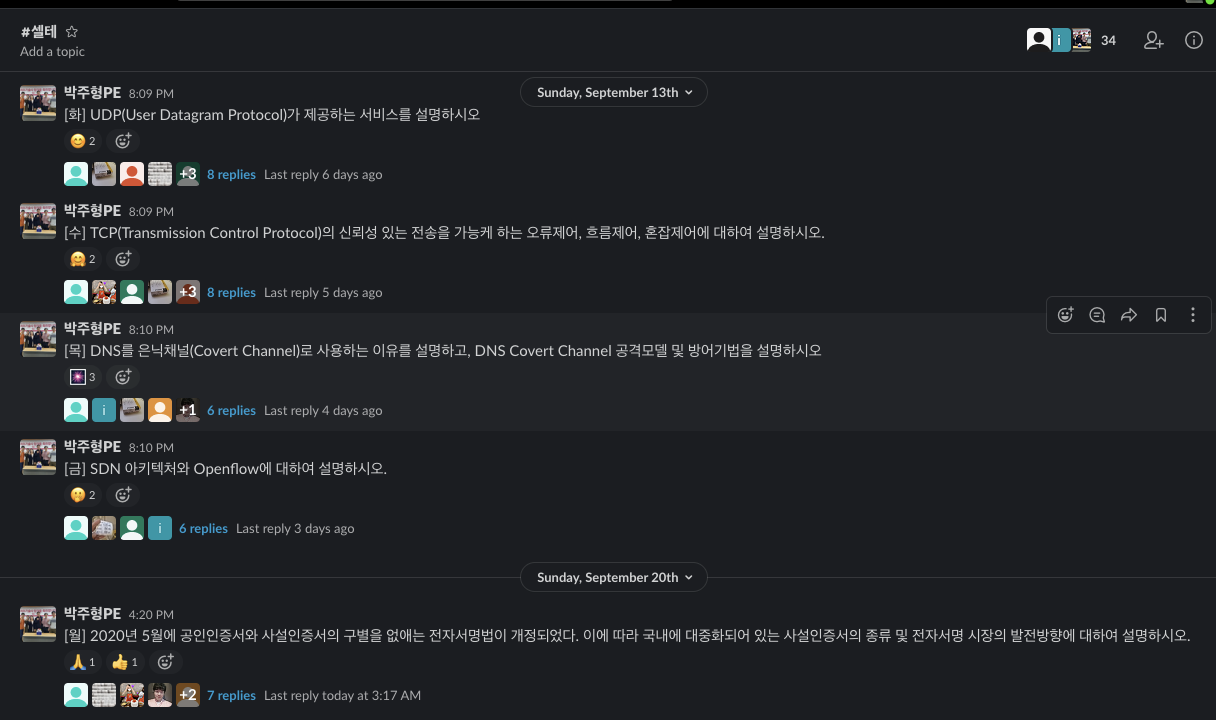 #셀테
Add a topic
34
Sunday, September 13th
박주형PE 8:09 PM
[화] UDP(User Datagram Protocol)가 제공하는 서비스를 설명하시오
2
+3 8 replies Last reply 6 days ago
박주형PE 8:09 PM
[수] TCP(Transmission Control Protocol)의 신뢰성 있는 전송을 가능케 하는 오류제어, 흐름제어, 혼잡제어에 대하여 설명하시오.
2
+3 8 replies Last reply 5 days ago
박주형PE 8:10 PM
[목] DNS를 은닉채널(Covert Channel)로 사용하는 이유를 설명하고, DNS Covert Channel 공격모델 및 방어기법을 설명하시오
3
i +1 6 replies Last reply 4 days ago
박주형PE 8:10 PM
[금] SDN 아키텍처와 Openflow에 대하여 설명하시오.
2
i 6 replies Last reply 3 days ago
Sunday, September 20th
박주형PE 4:20 PM
[월] 2020년 5월에 공인인증서와 사설인증서의 구별을 없애는 전자서명법이 개정되었다. 이에 따라 국내에 대중화되어 있는 사설인증서의 종류 및 전자서명 시장의 발전방향에 대하여 설명하시오.
1 1
+2 7 replies Last reply today at 3:17 AM